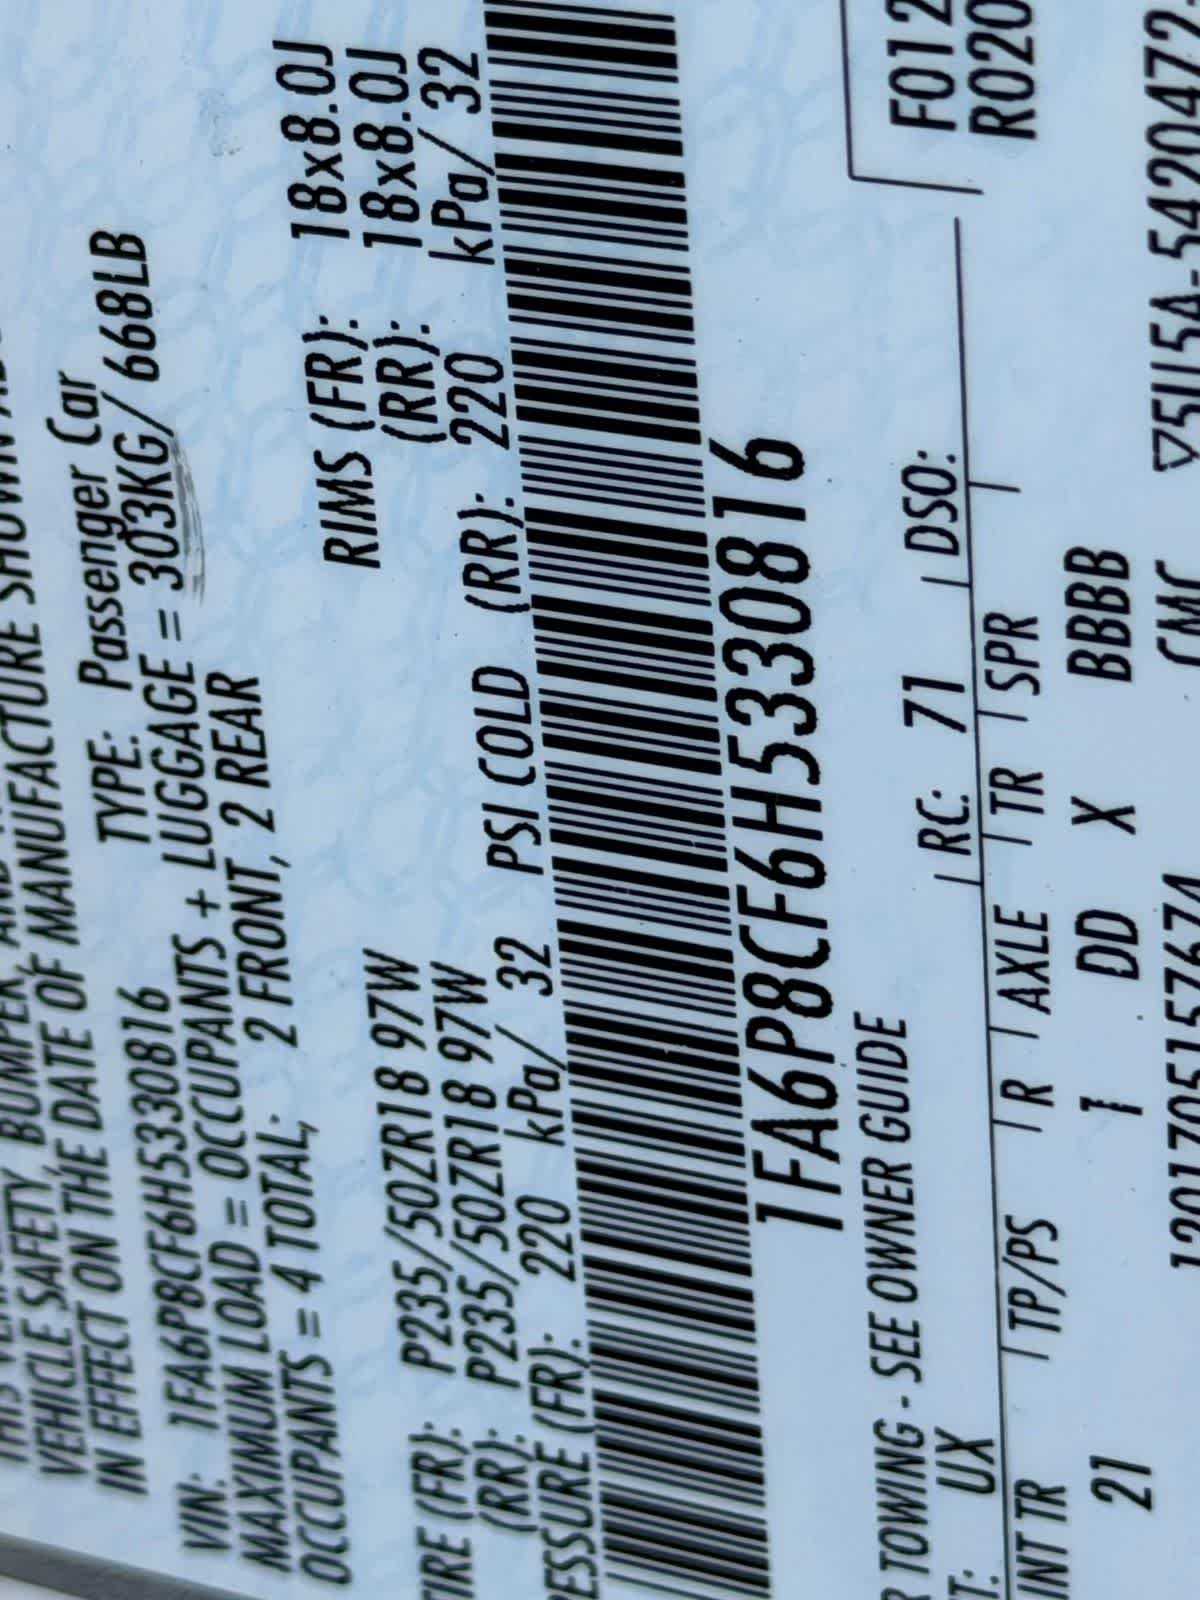 VEHICLE SAFETY, BUMPER, AND
IN EFFECT ON THE DATE OF MANUFACTURE SHOWN
VIN: 1FA6P8CF6H5330816 TYPE: Passenger Car
MAXIMUM LOAD = OCCUPANTS + LUGGAGE = 303KG/ 668LB
OCCUPANTS = 4 TOTAL; 2 FRONT, 2 REAR
TIRE (FR): P235/50ZR18 97W RIMS (FR): 18x8.0J
(RR): P235/50ZR18 97W (RR): 18x8.0J
PRESSURE (FR): 220 kPa/ 32 PSI COLD (RR): 220 kPa/ 32
1FA6P8CF6H5330816
R TOWING - SEE OWNER GUIDE
T: UX RC: 71 DSO: F012
INT TR TP/PS R AXLE TR SPR R020
21 1 DD X BBBB
5U5A-5420472-